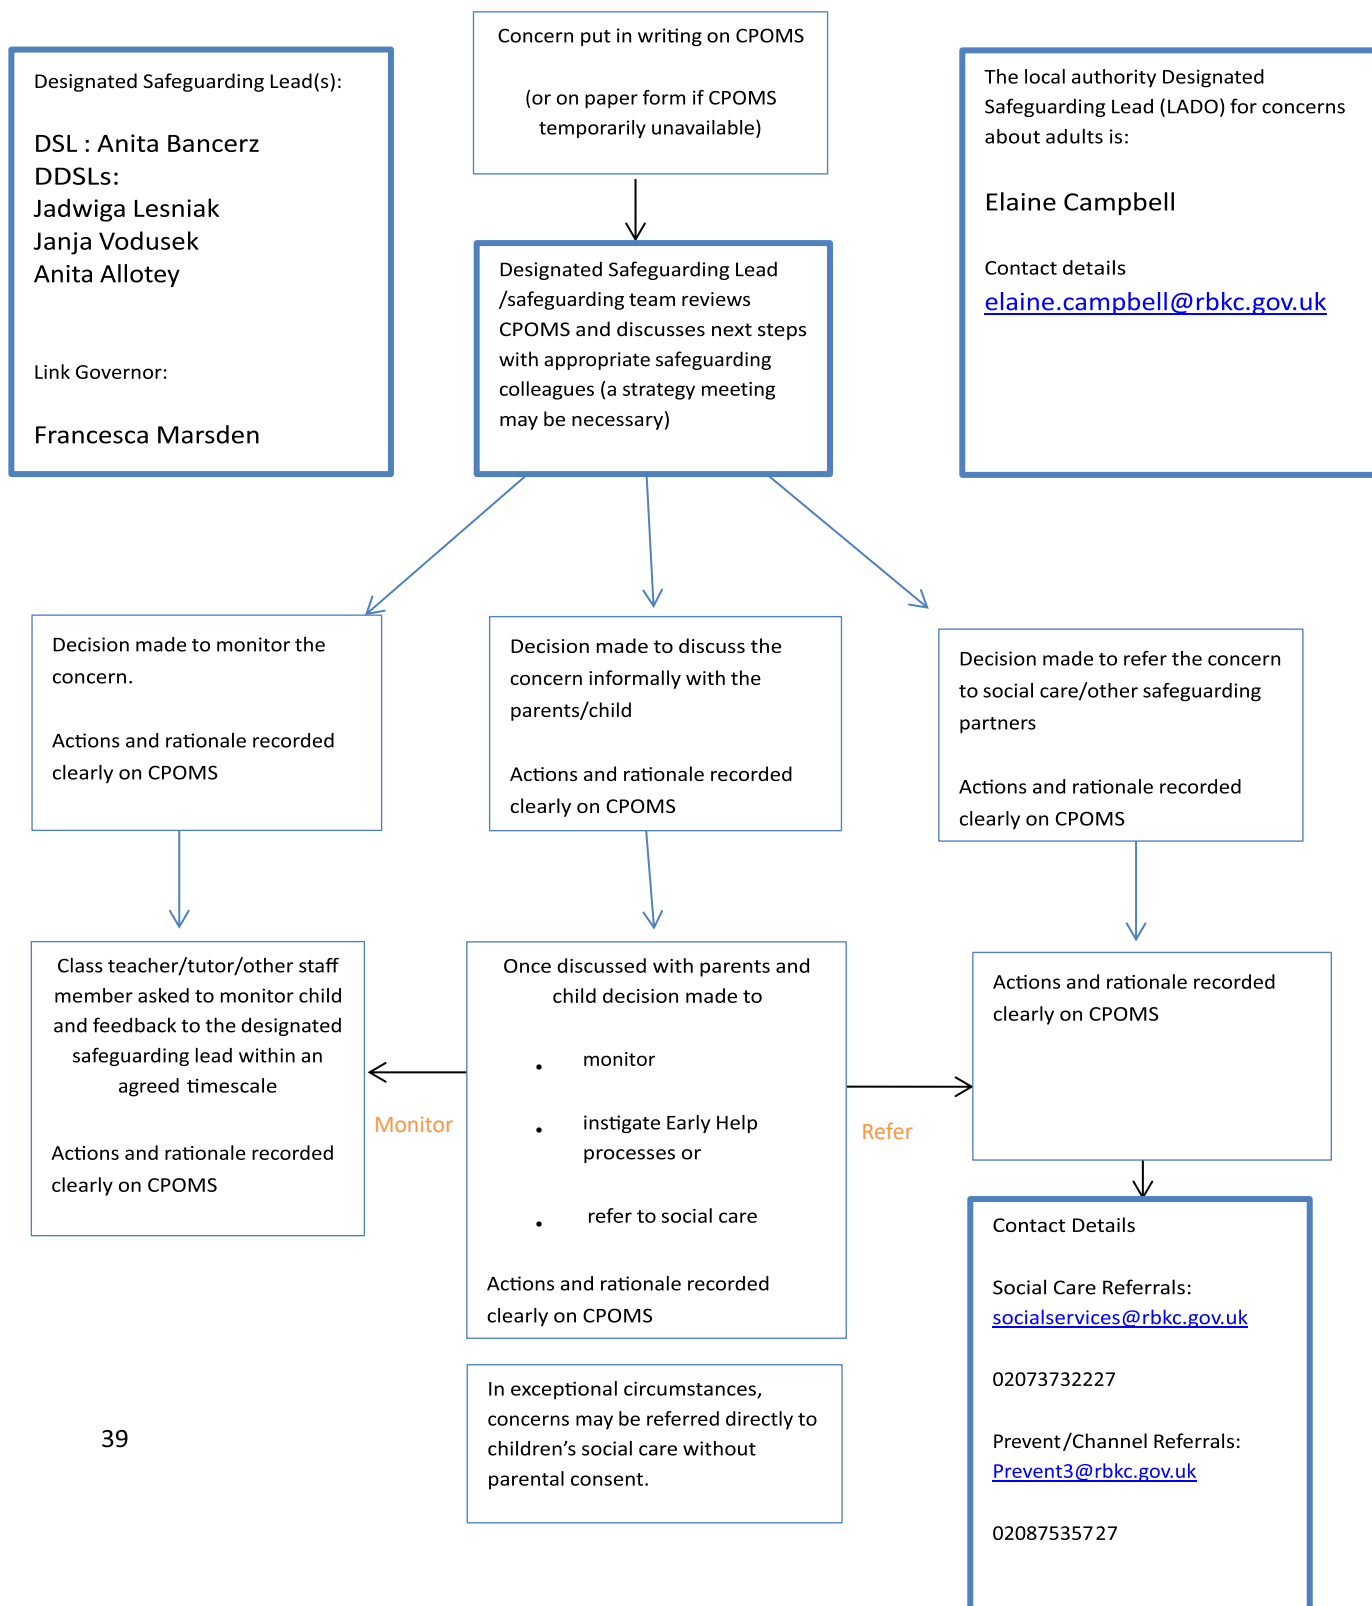 Concern put in writing on CPOMS
(or on paper form if CPOMS
temporarily unavailable)
Designated Safeguarding Lead(s):
DSL : Anita Bancerz
DDSLs:
Jadwiga Lesniak
Janja Vodusek
Anita Allotey
Link Governor:
Francesca Marsden
The local authority Designated
Safeguarding Lead (LADO) for concerns
about adults is:
Elaine Campbell
Contact details
elaine.campbell@rbkc.gov.uk
Designated Safeguarding Lead
/safeguarding team reviews
CPOMS and discusses next steps
with appropriate safeguarding
colleagues (a strategy meeting
may be necessary)
Decision made to monitor the
concern.
Actions and rationale recorded
clearly on CPOMS
Decision made to discuss the
concern informally with the
parents/child
Actions and rationale recorded
clearly on CPOMS
Decision made to refer the concern
to social care/other safeguarding
partners
Actions and rationale recorded
clearly on CPOMS
Class teacher/tutor/other staff
member asked to monitor child
and feedback to the designated
safeguarding lead within an
agreed timescale
Actions and rationale recorded
clearly on CPOMS
Monitor
Once discussed with parents and
child decision made to
• monitor
• instigate Early Help
processes or
• refer to social care
Actions and rationale recorded
clearly on CPOMS
Refer
Actions and rationale recorded
clearly on CPOMS
In exceptional circumstances,
concerns may be referred directly to
children’s social care without
parental consent.
Contact Details
Social Care Referrals:
socialservices@rbkc.gov.uk
02073732227
Prevent/Channel Referrals:
Prevent3@rbkc.gov.uk
02087535727
39